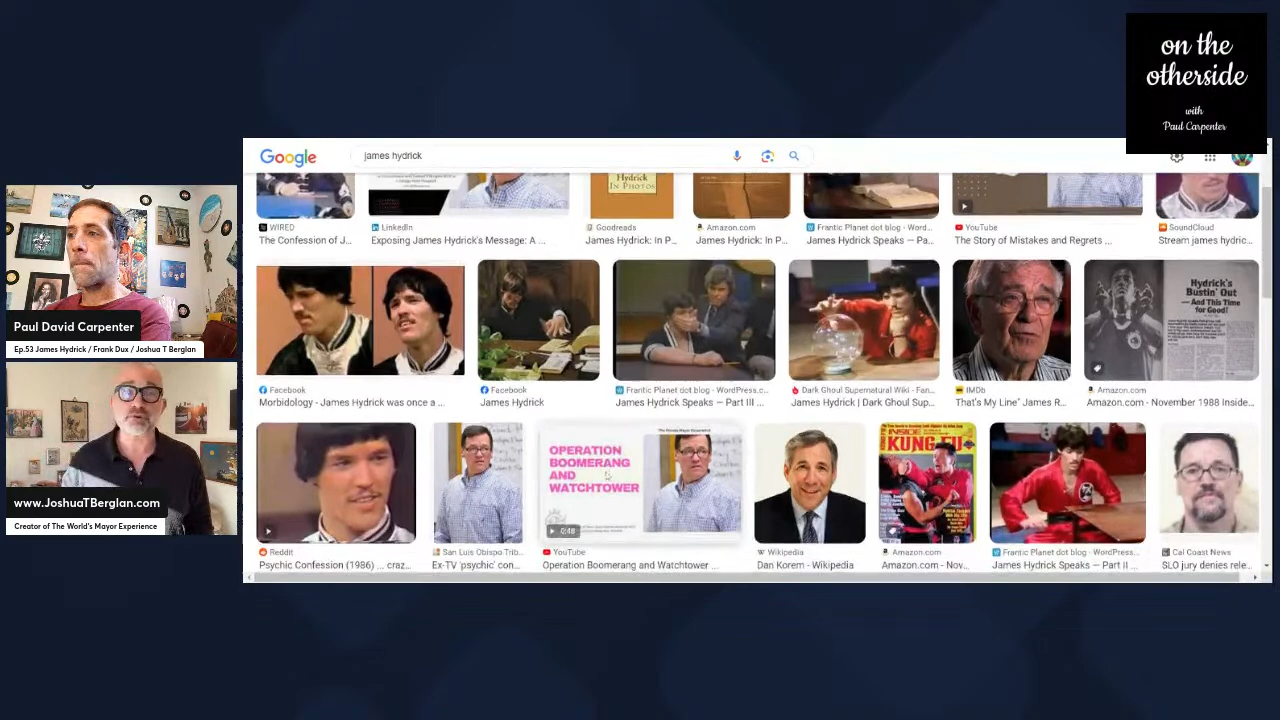 on the
otherside
with
Paul Carpenter
Google
james hydrick
WIRED
The Confession of J...
LinkedIn
Exposing James Hydrick's Message: A ...
Hydrick
IN PHOTOS
Goodreads
James Hydrick: In P...
Amazon.com
James Hydrick: In P...
Frantic Planet dot blog - Word...
James Hydrick Speaks — Pa...
YouTube
The Story of Mistakes and Regrets ...
SoundCloud
Stream james hydric...
Paul David Carpenter
Ep.53 James Hydrick / Frank Dux / Joshua T Berglan
Hydrick's
Bustin' Out
— And This Time
for Good!
Facebook
Morbidology - James Hydrick was once a ...
Facebook
James Hydrick
Frantic Planet dot blog - WordPress.c...
James Hydrick Speaks — Part III ...
Dark Ghoul Supernatural Wiki - Fan...
James Hydrick | Dark Ghoul Sup...
IMDb
That's My Line" James R...
Amazon.com
Amazon.com - November 1988 Inside...
www.JoshuaTBerglan.com
Creator of The World's Mayor Experience
OPERATION
BOOMERANG
AND
WATCHTOWER
0:48
INSIDE
KUNG FU
Reddit
Psychic Confession (1986) ... craz...
San Luis Obispo Trib...
Ex-TV 'psychic' con...
YouTube
Operation Boomerang and Watchtower ...
Wikipedia
Dan Korem - Wikipedia
Amazon.com
Amazon.com - Nov...
Frantic Planet dot blog - WordPress...
James Hydrick Speaks — Part II ...
Cal Coast News
SLO jury denies rele...